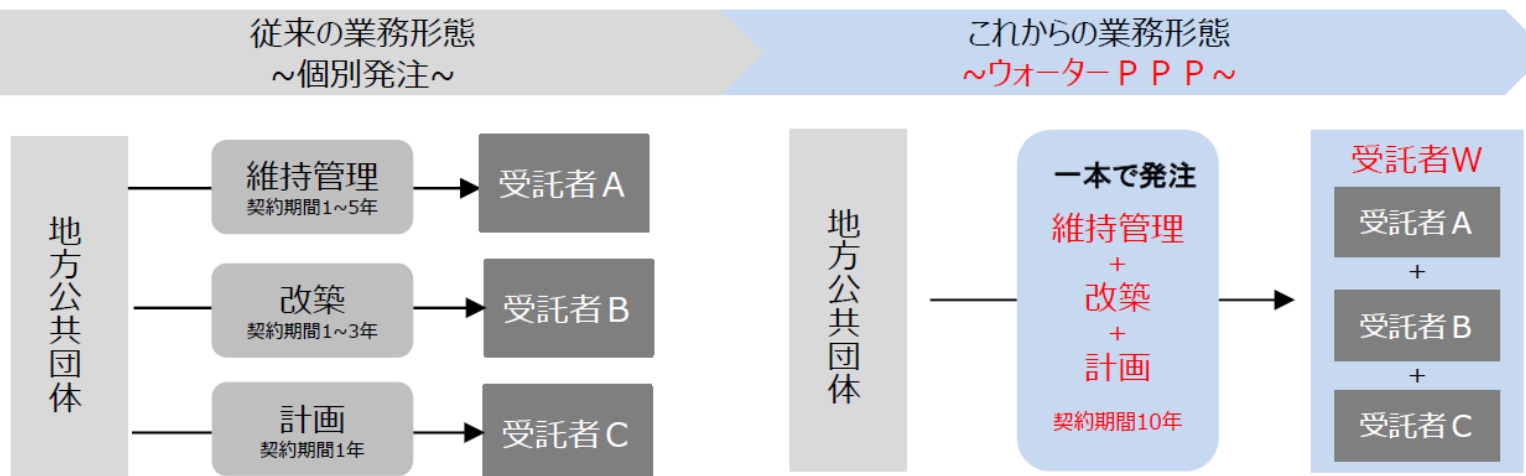 従来の業務形態
~個別発注~
これからの業務形態
~ウォーターＰＰＰ~
地方公共団体
維持管理
契約期間1~5年
受託者Ａ
改築
契約期間1~3年
受託者Ｂ
計画
契約期間1年
受託者Ｃ
地方公共団体
一本で発注
維持管理
+
改築
+
計画
契約期間10年
受託者W
受託者Ａ
+
受託者Ｂ
+
受託者Ｃ